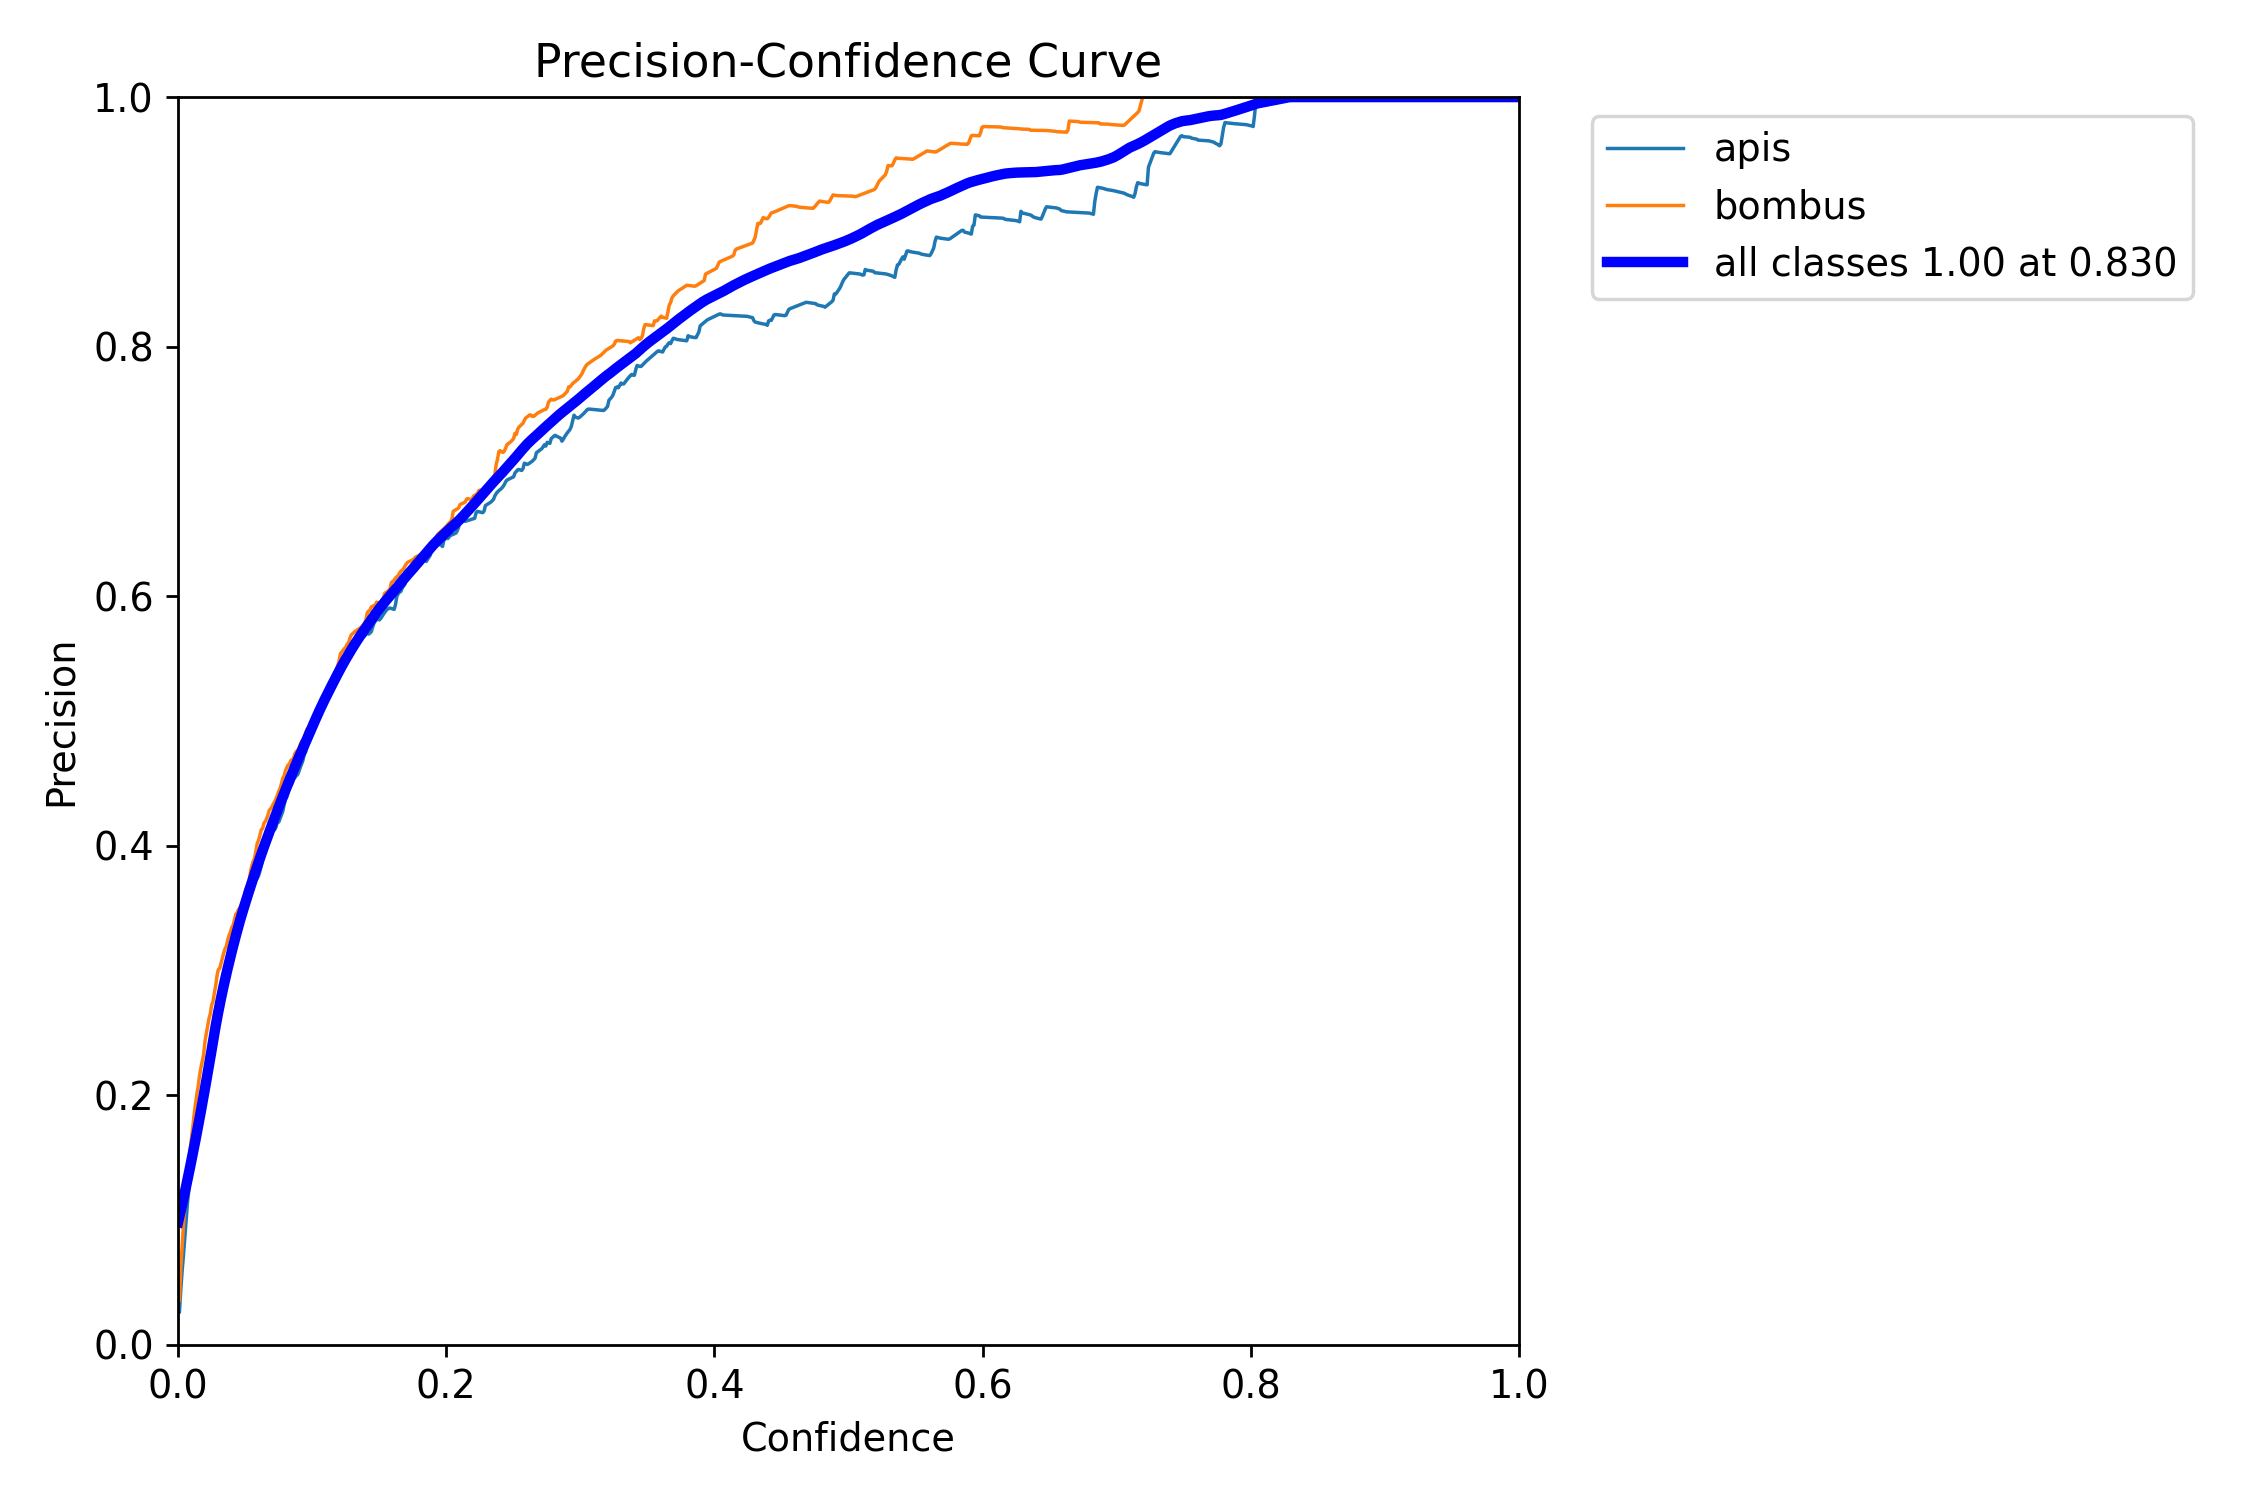 Precision-Confidence Curve
1.0
0.8
0.6
0.4
0.2
0.0
Precision
0.0 0.2 0.4 0.6 0.8 1.0
Confidence
apis
bombus
all classes 1.00 at 0.830